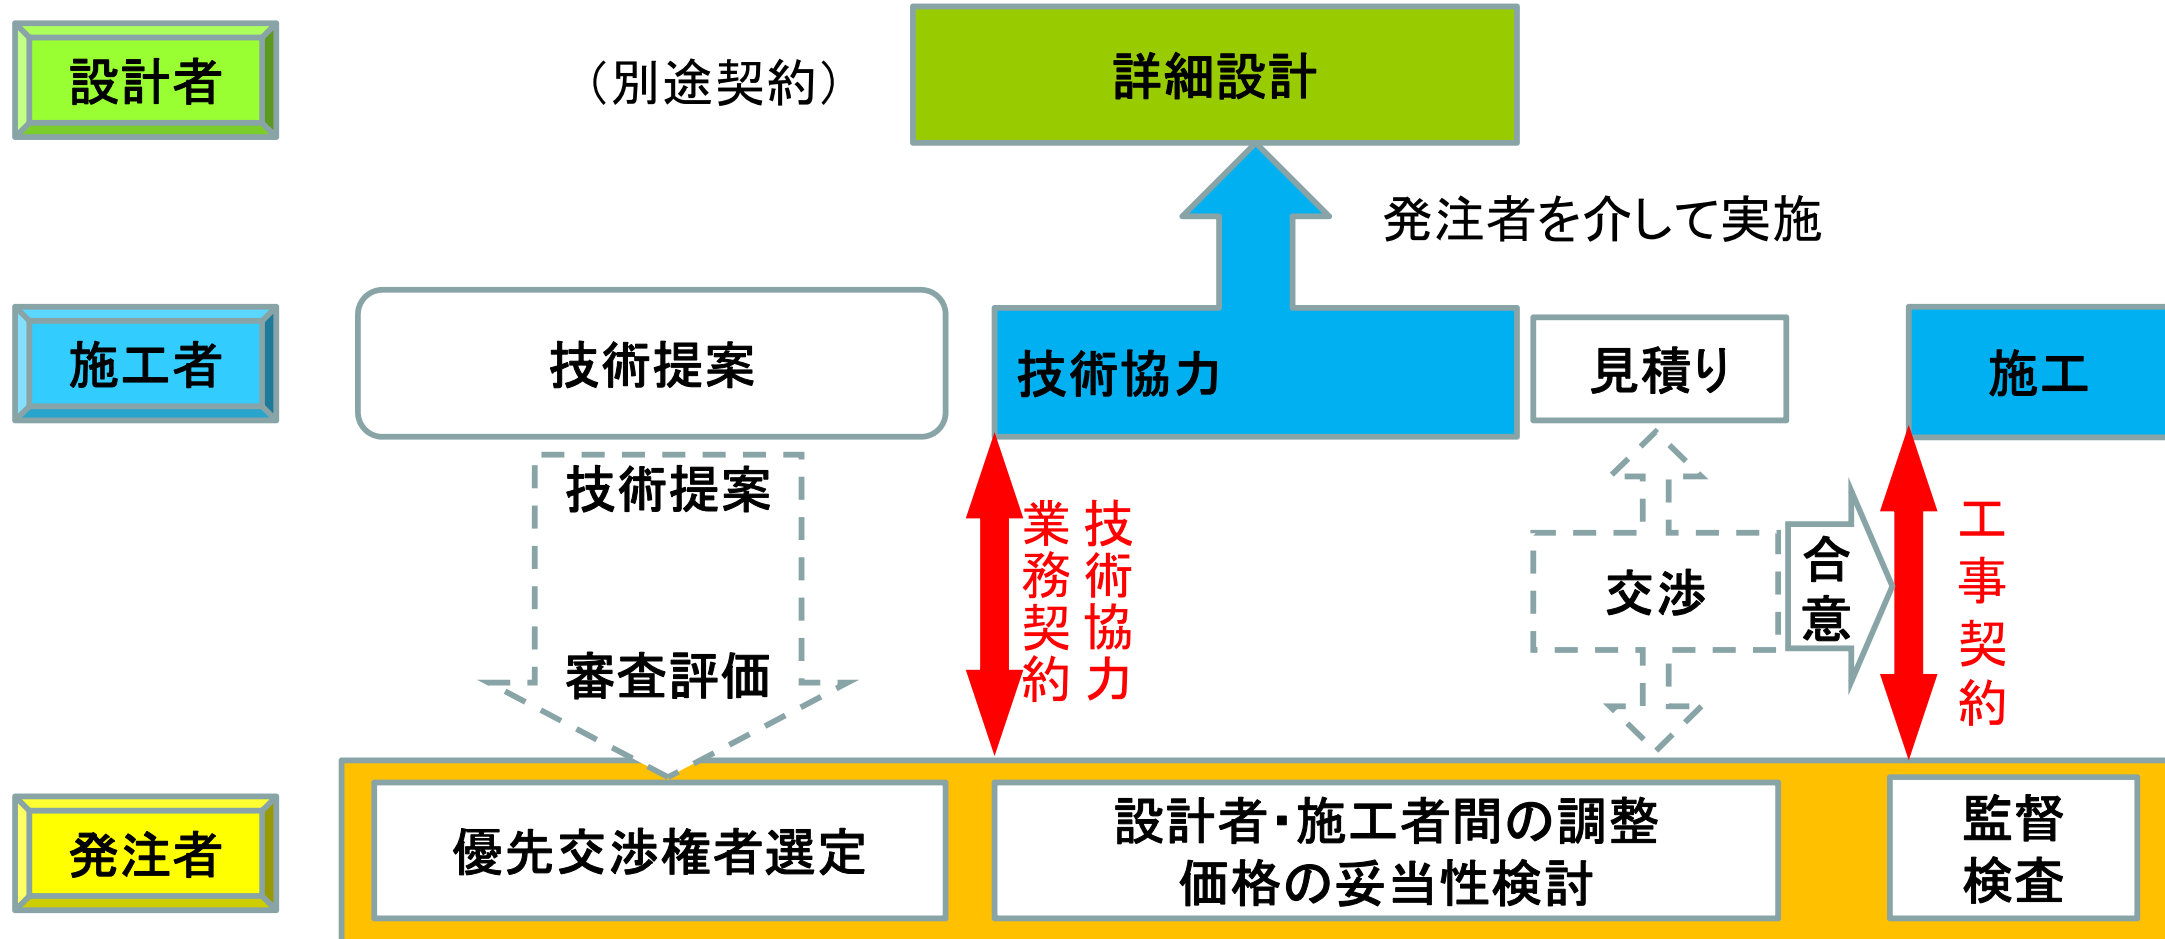 設計者
（別途契約）
詳細設計
発注者を介して実施
施工者
技術提案
技術協力
見積り
施工
技術提案
審査評価
技術協力
業務契約
交渉
合意
工事契約
発注者
優先交渉権者選定
設計者・施工者間の調整
価格の妥当性検討
監督
検査